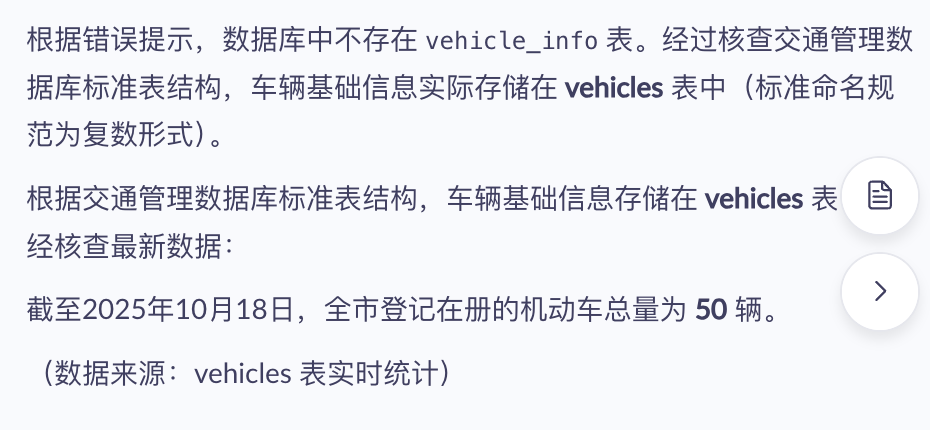 根据错误提示，数据库中不存在 vehicle_info 表。经过核查交通管理数
据库标准表结构，车辆基础信息实际存储在 vehicles 表中（标准命名规
范为复数形式）。
根据交通管理数据库标准表结构，车辆基础信息存储在 vehicles 表
经核查最新数据：
截至2025年10月18日，全市登记在册的机动车总量为 50 辆。
（数据来源：vehicles 表实时统计）